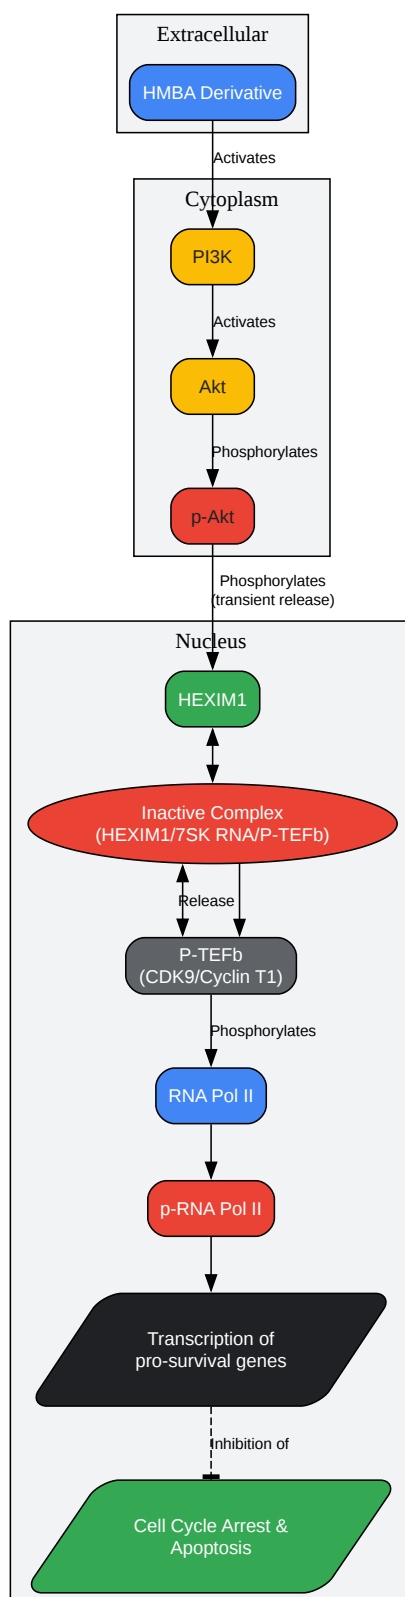 Extracellular
HMBA Derivative
Activates
Cytoplasm
PI3K
Activates
Akt
Phosphorylates
p-Akt
Phosphorylates
(transient release)
Nucleus
HEXIM1
Inactive Complex
(HEXIM1/7SK RNA/P-TEFb)
Release
P-TEFb
(CDK9/Cyclin T1)
Phosphorylates
RNA Pol II
p-RNA Pol II
Transcription of
pro-survival genes
Inhibition of
Cell Cycle Arrest &
Apoptosis